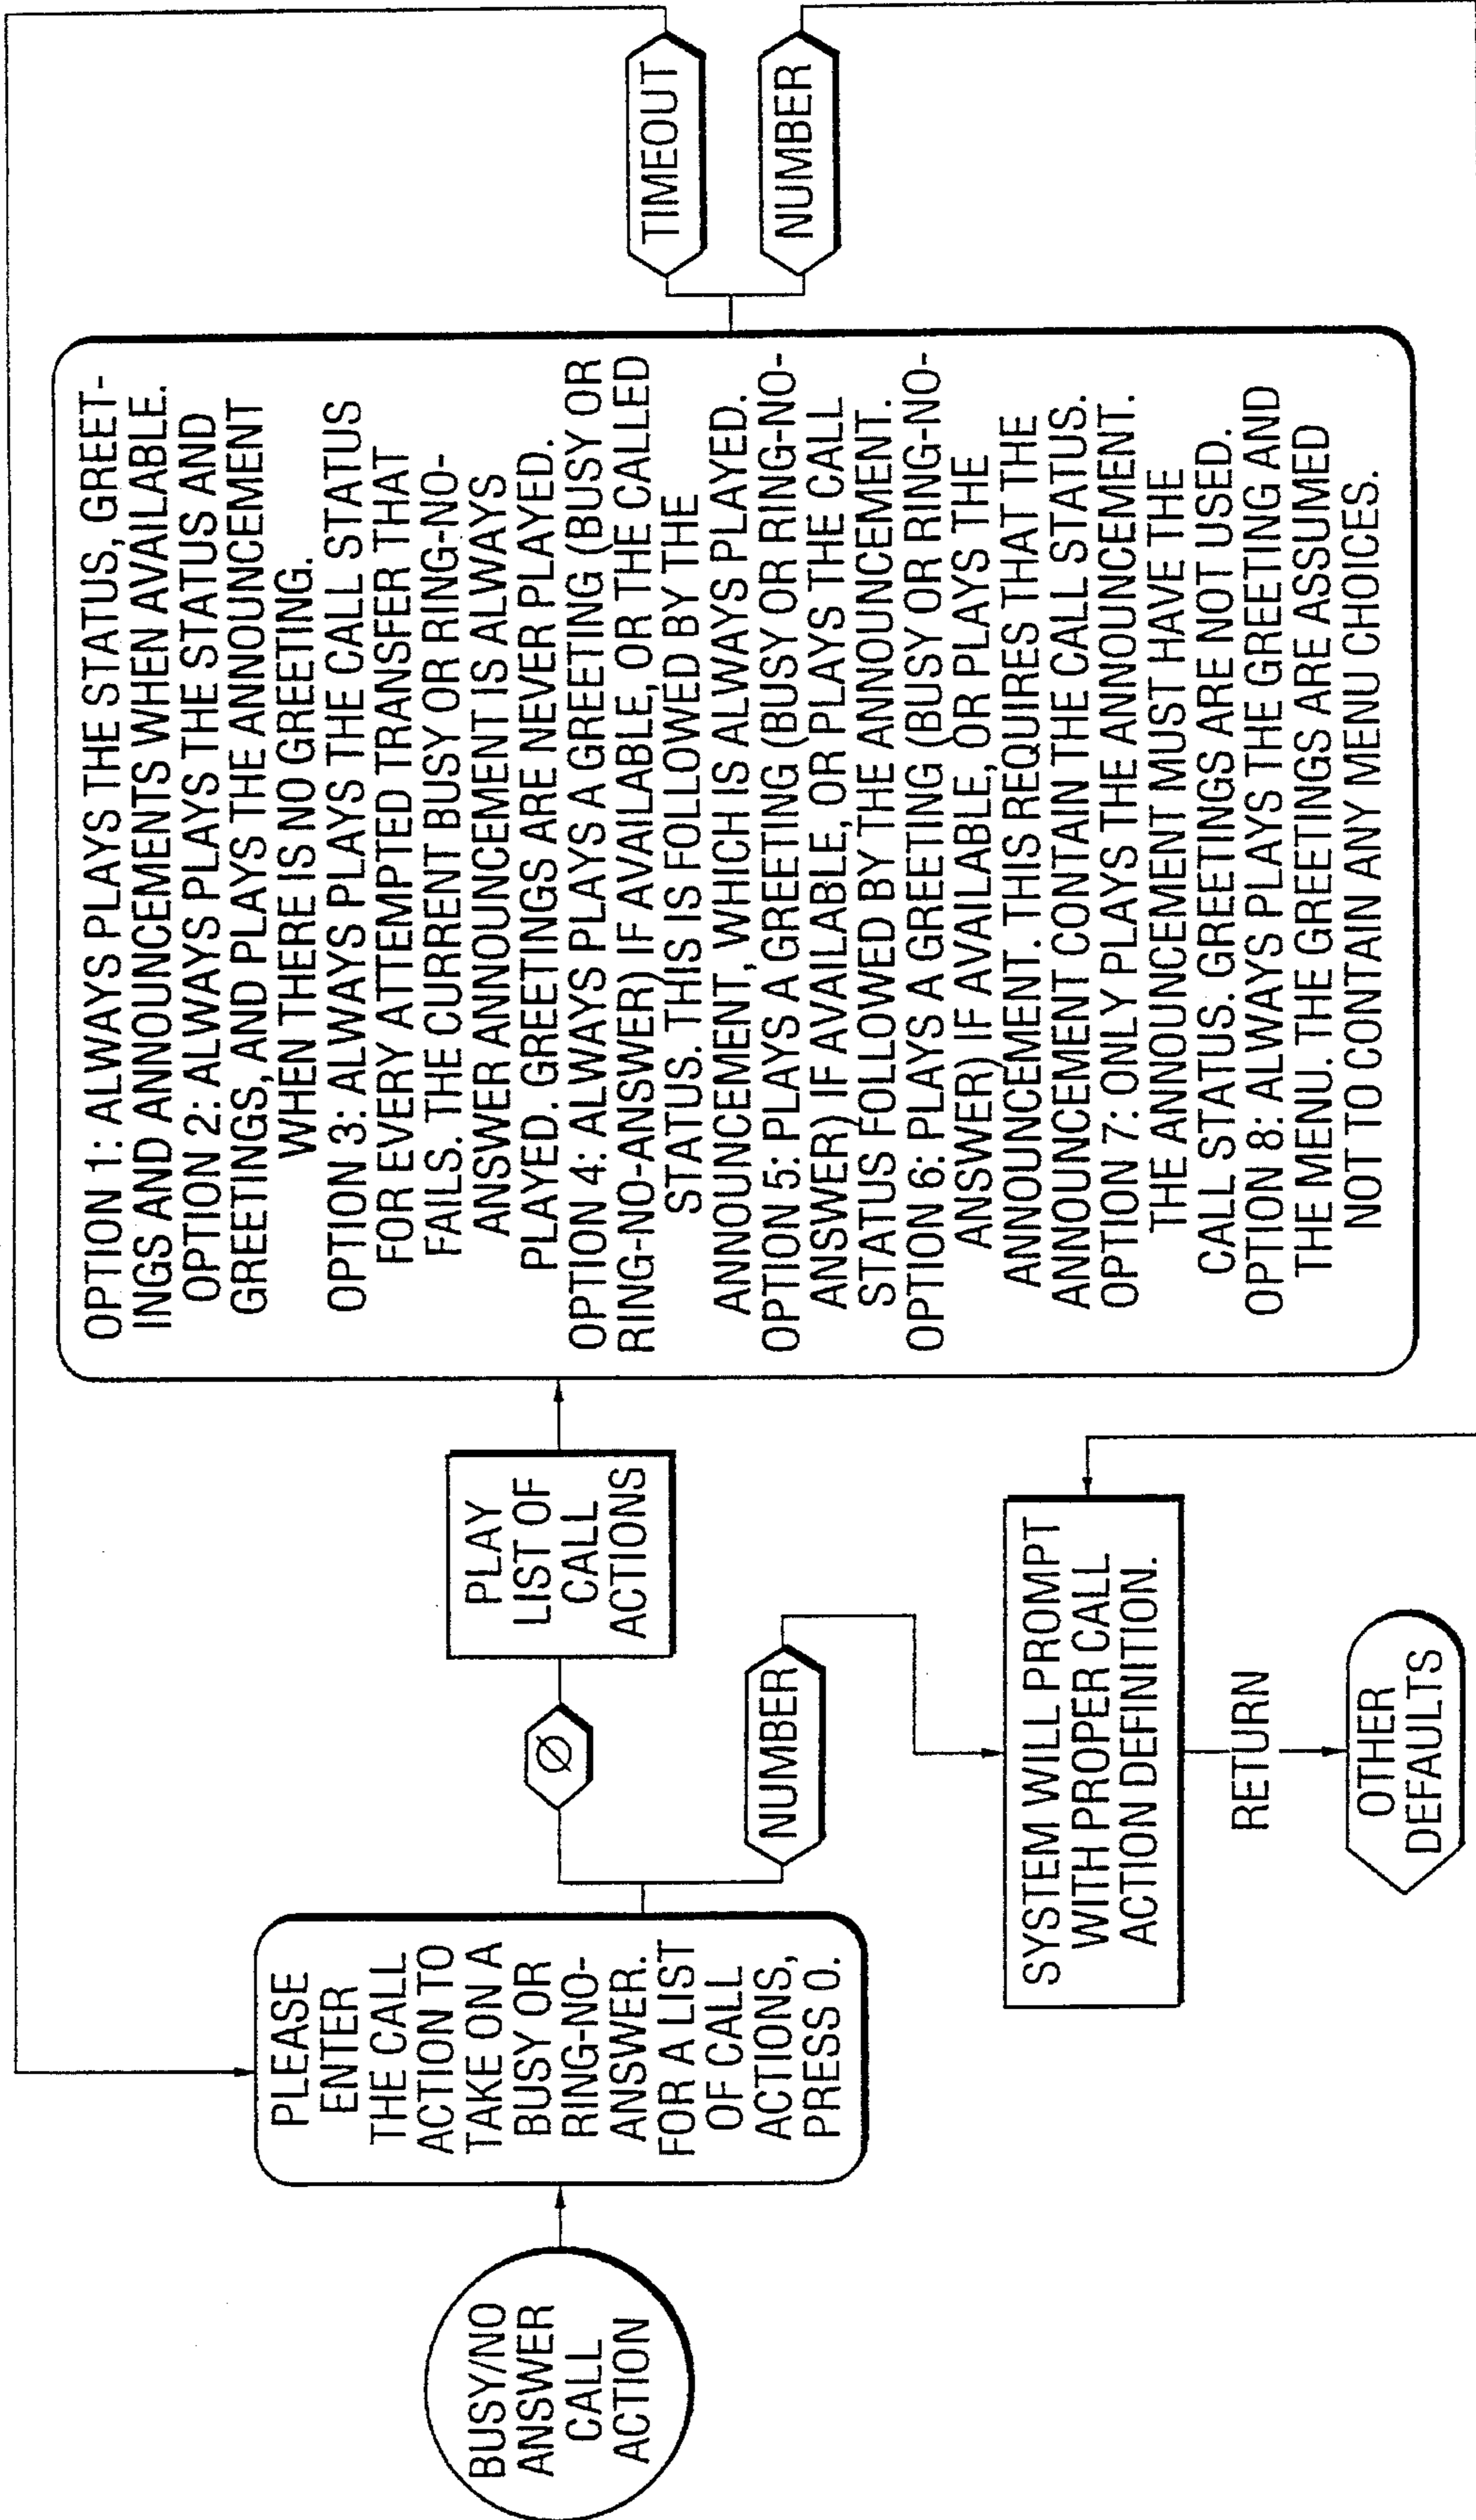 BUSY/NO
ANSWER
CALL
ACTION
PLEASE
ENTER
THE CALL
ACTION TO
TAKE ON A
BUSY OR
RING-NO-
ANSWER.
FOR A LIST
OF CALL
ACTIONS,
PRESS 0.
Ø
NUMBER
PLAY
LIST OF
CALL
ACTIONS
SYSTEM WILL PROMPT
WITH PROPER CALL
ACTION DEFINITION.
RETURN
OTHER
DEFAULTS
OPTION 1: ALWAYS PLAYS THE STATUS, GREET-
INGS AND ANNOUNCEMENTS WHEN AVAILABLE.
OPTION 2: ALWAYS PLAYS THE STATUS AND
GREETINGS, AND PLAYS THE ANNOUNCEMENT
WHEN THERE IS NO GREETING.
OPTION 3: ALWAYS PLAYS THE CALL STATUS
FOR EVERY ATTEMPTED TRANSFER THAT
FAILS. THE CURRENT BUSY OR RING-NO-
ANSWER ANNOUNCEMENT IS ALWAYS
PLAYED. GREETINGS ARE NEVER PLAYED.
OPTION 4: ALWAYS PLAYS A GREETING (BUSY OR
RING-NO-ANSWER) IF AVAILABLE, OR THE CALLED
STATUS. THIS IS FOLLOWED BY THE
ANNOUNCEMENT, WHICH IS ALWAYS PLAYED.
OPTION 5: PLAYS A GREETING (BUSY OR RING-NO-
ANSWER) IF AVAILABLE, OR PLAYS THE CALL
STATUS FOLLOWED BY THE ANNOUNCEMENT.
OPTION 6: PLAYS A GREETING (BUSY OR RING-NO-
ANSWER) IF AVAILABLE, OR PLAYS THE
ANNOUNCEMENT. THIS REQUIRES THAT THE
ANNOUNCEMENT CONTAIN THE CALL STATUS.
OPTION 7: ONLY PLAYS THE ANNOUNCEMENT.
THE ANNOUNCEMENT MUST HAVE THE
CALL STATUS. GREETINGS ARE NOT USED.
OPTION 8: ALWAYS PLAYS THE GREETING AND
THE MENU. THE GREETINGS ARE ASSUMED
NOT TO CONTAIN ANY MENU CHOICES.
TIMEOUT
NUMBER